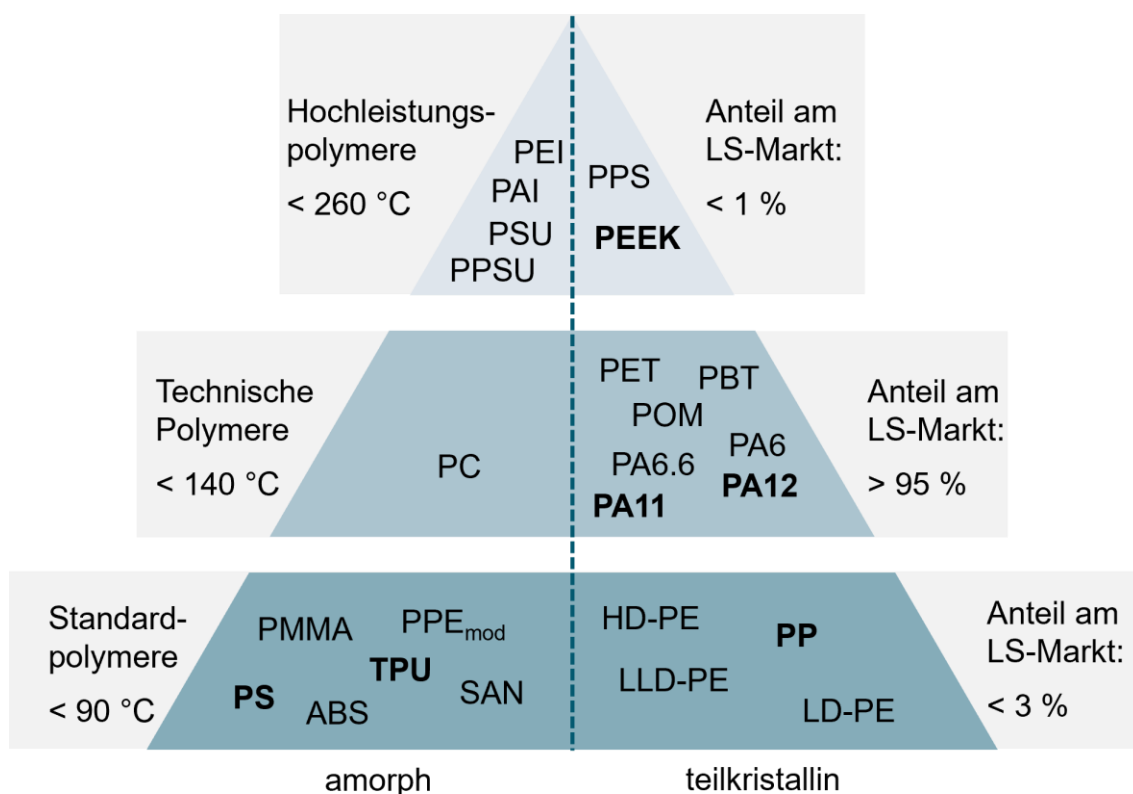 Hochleistungs-
polymere
< 260 °C
PEI
PAI
PSU
PPSU
PPS
PEEK
Anteil am
LS-Markt:
< 1 %
Technische
Polymere
< 140 °C
PC
PET
PBT
POM
PA6
PA6.6
PA12
PA11
Anteil am
LS-Markt:
> 95 %
Standard-
polymere
< 90 °C
PMMA
PPEmod
TPU
PS
SAN
ABS
HD-PE
PP
LLD-PE
LD-PE
Anteil am
LS-Markt:
< 3 %
amorph
teilkristallin